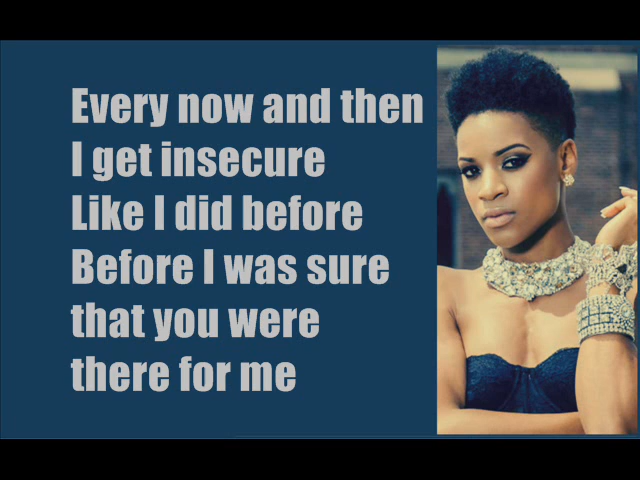 Every now and then
I get insecure
Like I did before
Before I was sure
that you were
there for me